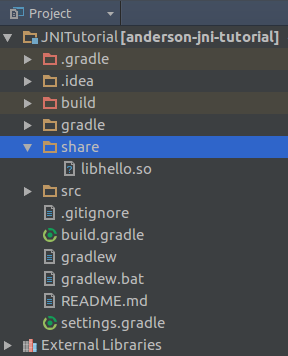 Project
JNITutorial [anderson-jni-tutorial]
.gradle
.idea
build
gradle
share
libhello.so
src
.gitignore
build.gradle
gradlew
gradlew.bat
README.md
settings.gradle
External Libraries